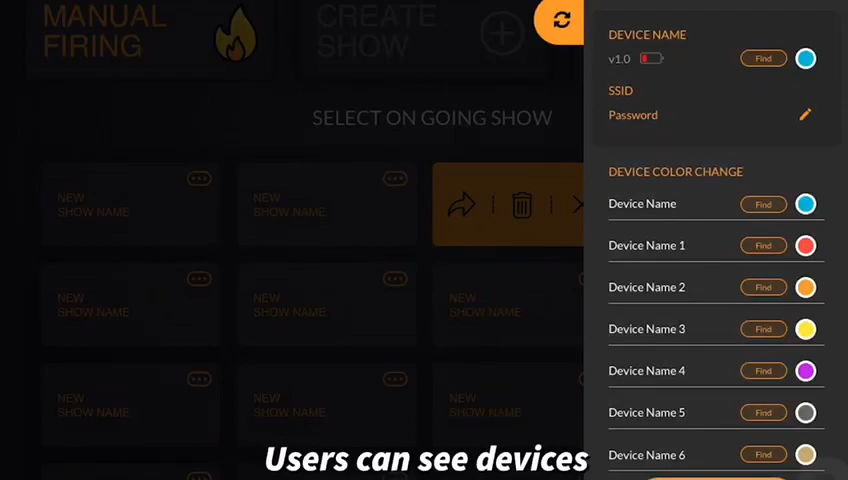 MANUAL
FIRING
CREATE
SHOW
SELECT ON GOING SHOW
NEW
SHOW NAME
NEW
SHOW NAME
NEW
SHOW NAME
NEW
SHOW NAME
NEW
SHOW NAME
NEW
SHOW NAME
NEW
SHOW NAME
NEW
SHOW NAME
DEVICE NAME
v1.0 Find
SSID
Password
DEVICE COLOR CHANGE
Device Name Find
Device Name 1 Find
Device Name 2 Find
Device Name 3 Find
Device Name 4 Find
Device Name 5 Find
Device Name 6 Find
Users can see devices